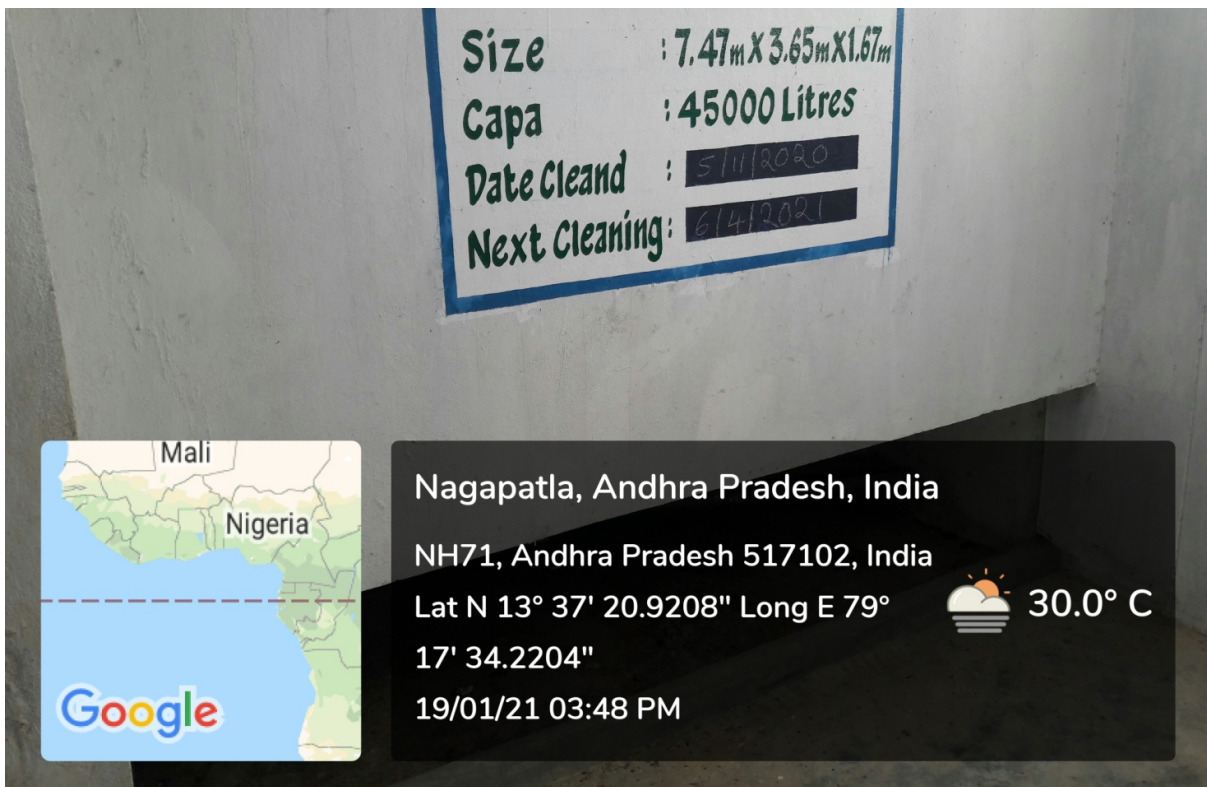 Size : 7.47m X 3.65m X 1.67m
Capa : 45000 Litres
Date Cleand : 5/11/2020
Next Cleaning: 6/4/2021
Mali
Nigeria
Google
Nagapatla, Andhra Pradesh, India
NH71, Andhra Pradesh 517102, India
Lat N 13° 37' 20.9208" Long E 79°
17' 34.2204"
19/01/21 03:48 PM
30.0° C